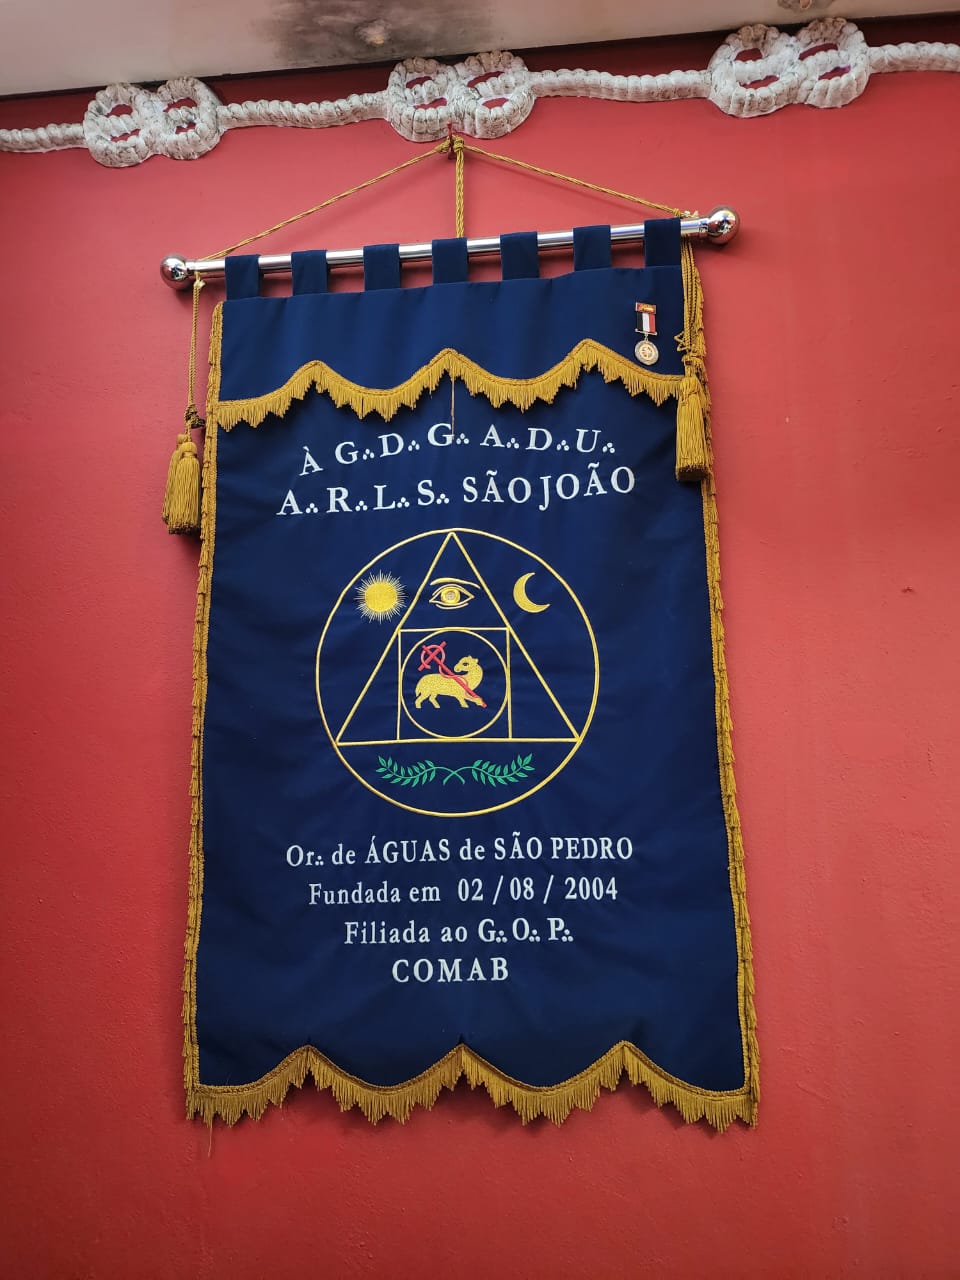 À G∴D∴G∴ A∴D∴U∴
A∴R∴L∴S∴ SÃO JOÃO
Or∴ de ÁGUAS de SÃO PEDRO
Fundada em 02 / 08 / 2004
Filiada ao G∴O∴P∴
COMAB